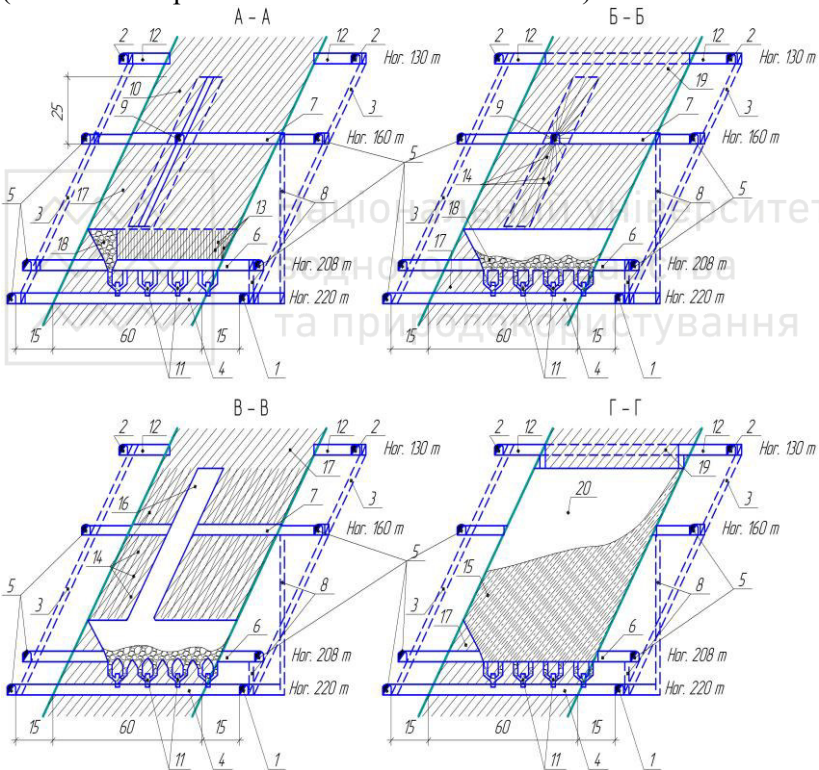 А - А
2 12 12 2 Hor. 130 m
10 3
25 9 7
Hor. 160 m
5
5 3 17 8
13
18 6
Hor. 208 m
Hor. 220 m
15 60 15
11 4 1
Б - Б
2 12 12 2 Hor. 130 m
19
3
9 7
Hor. 160 m
5
14
3 18 8
5 17 6
Hor. 208 m
Hor. 220 m
15 60 15
11 4 1
університет
та природокористування
В - В
2 12 12 2 Hor. 130 m
17
16 3
7
Hor. 160 m
14 5
5 3 8
6
Hor. 208 m
Hor. 220 m
15 60 15
11 4 1
Г - Г
2 12 12 2 Hor. 130 m
19
20 3
Hor. 160 m
5
3 15 8
17 6
Hor. 208 m
Hor. 220 m
15 60 15
11 4 1